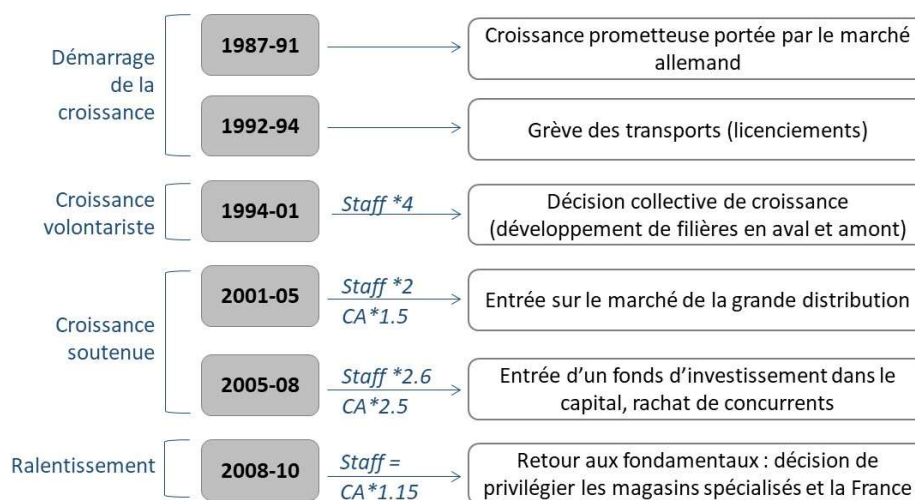 Démarrage
de la
croissance
1987-91
Croissance prometteuse portée par le marché
allemand
1992-94
Grève des transports (licenciements)
Croissance
volontariste
1994-01
Staff *4
Décision collective de croissance
(développement de filières en aval et amont)
Croissance
soutenue
2001-05
Staff *2
CA*1.5
Entrée sur le marché de la grande distribution
2005-08
Staff *2.6
CA*2.5
Entrée d'un fonds d'investissement dans le
capital, rachat de concurrents
Ralentissement
2008-10
Staff =
CA*1.15
Retour aux fondamentaux : décision de
privilégier les magasins spécialisés et la France